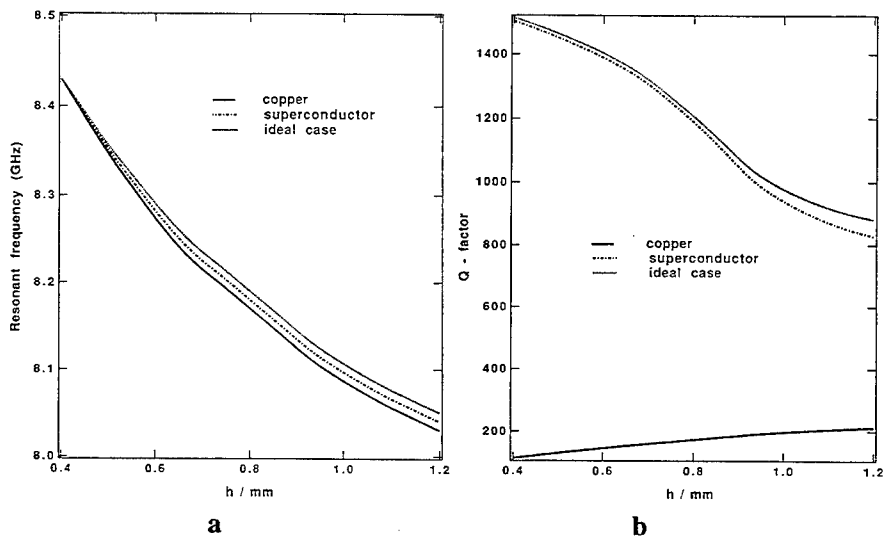 8.5
8.4
8.3
8.2
8.1
8.0
Resonant frequency (GHz)
copper
superconductor
ideal case
0.4 0.6 0.8 1.0 1.2
h / mm
a
1400
1200
1000
800
600
400
200
Q - factor
copper
superconductor
ideal case
0.4 0.6 0.8 1.0 1.2
h / mm
b